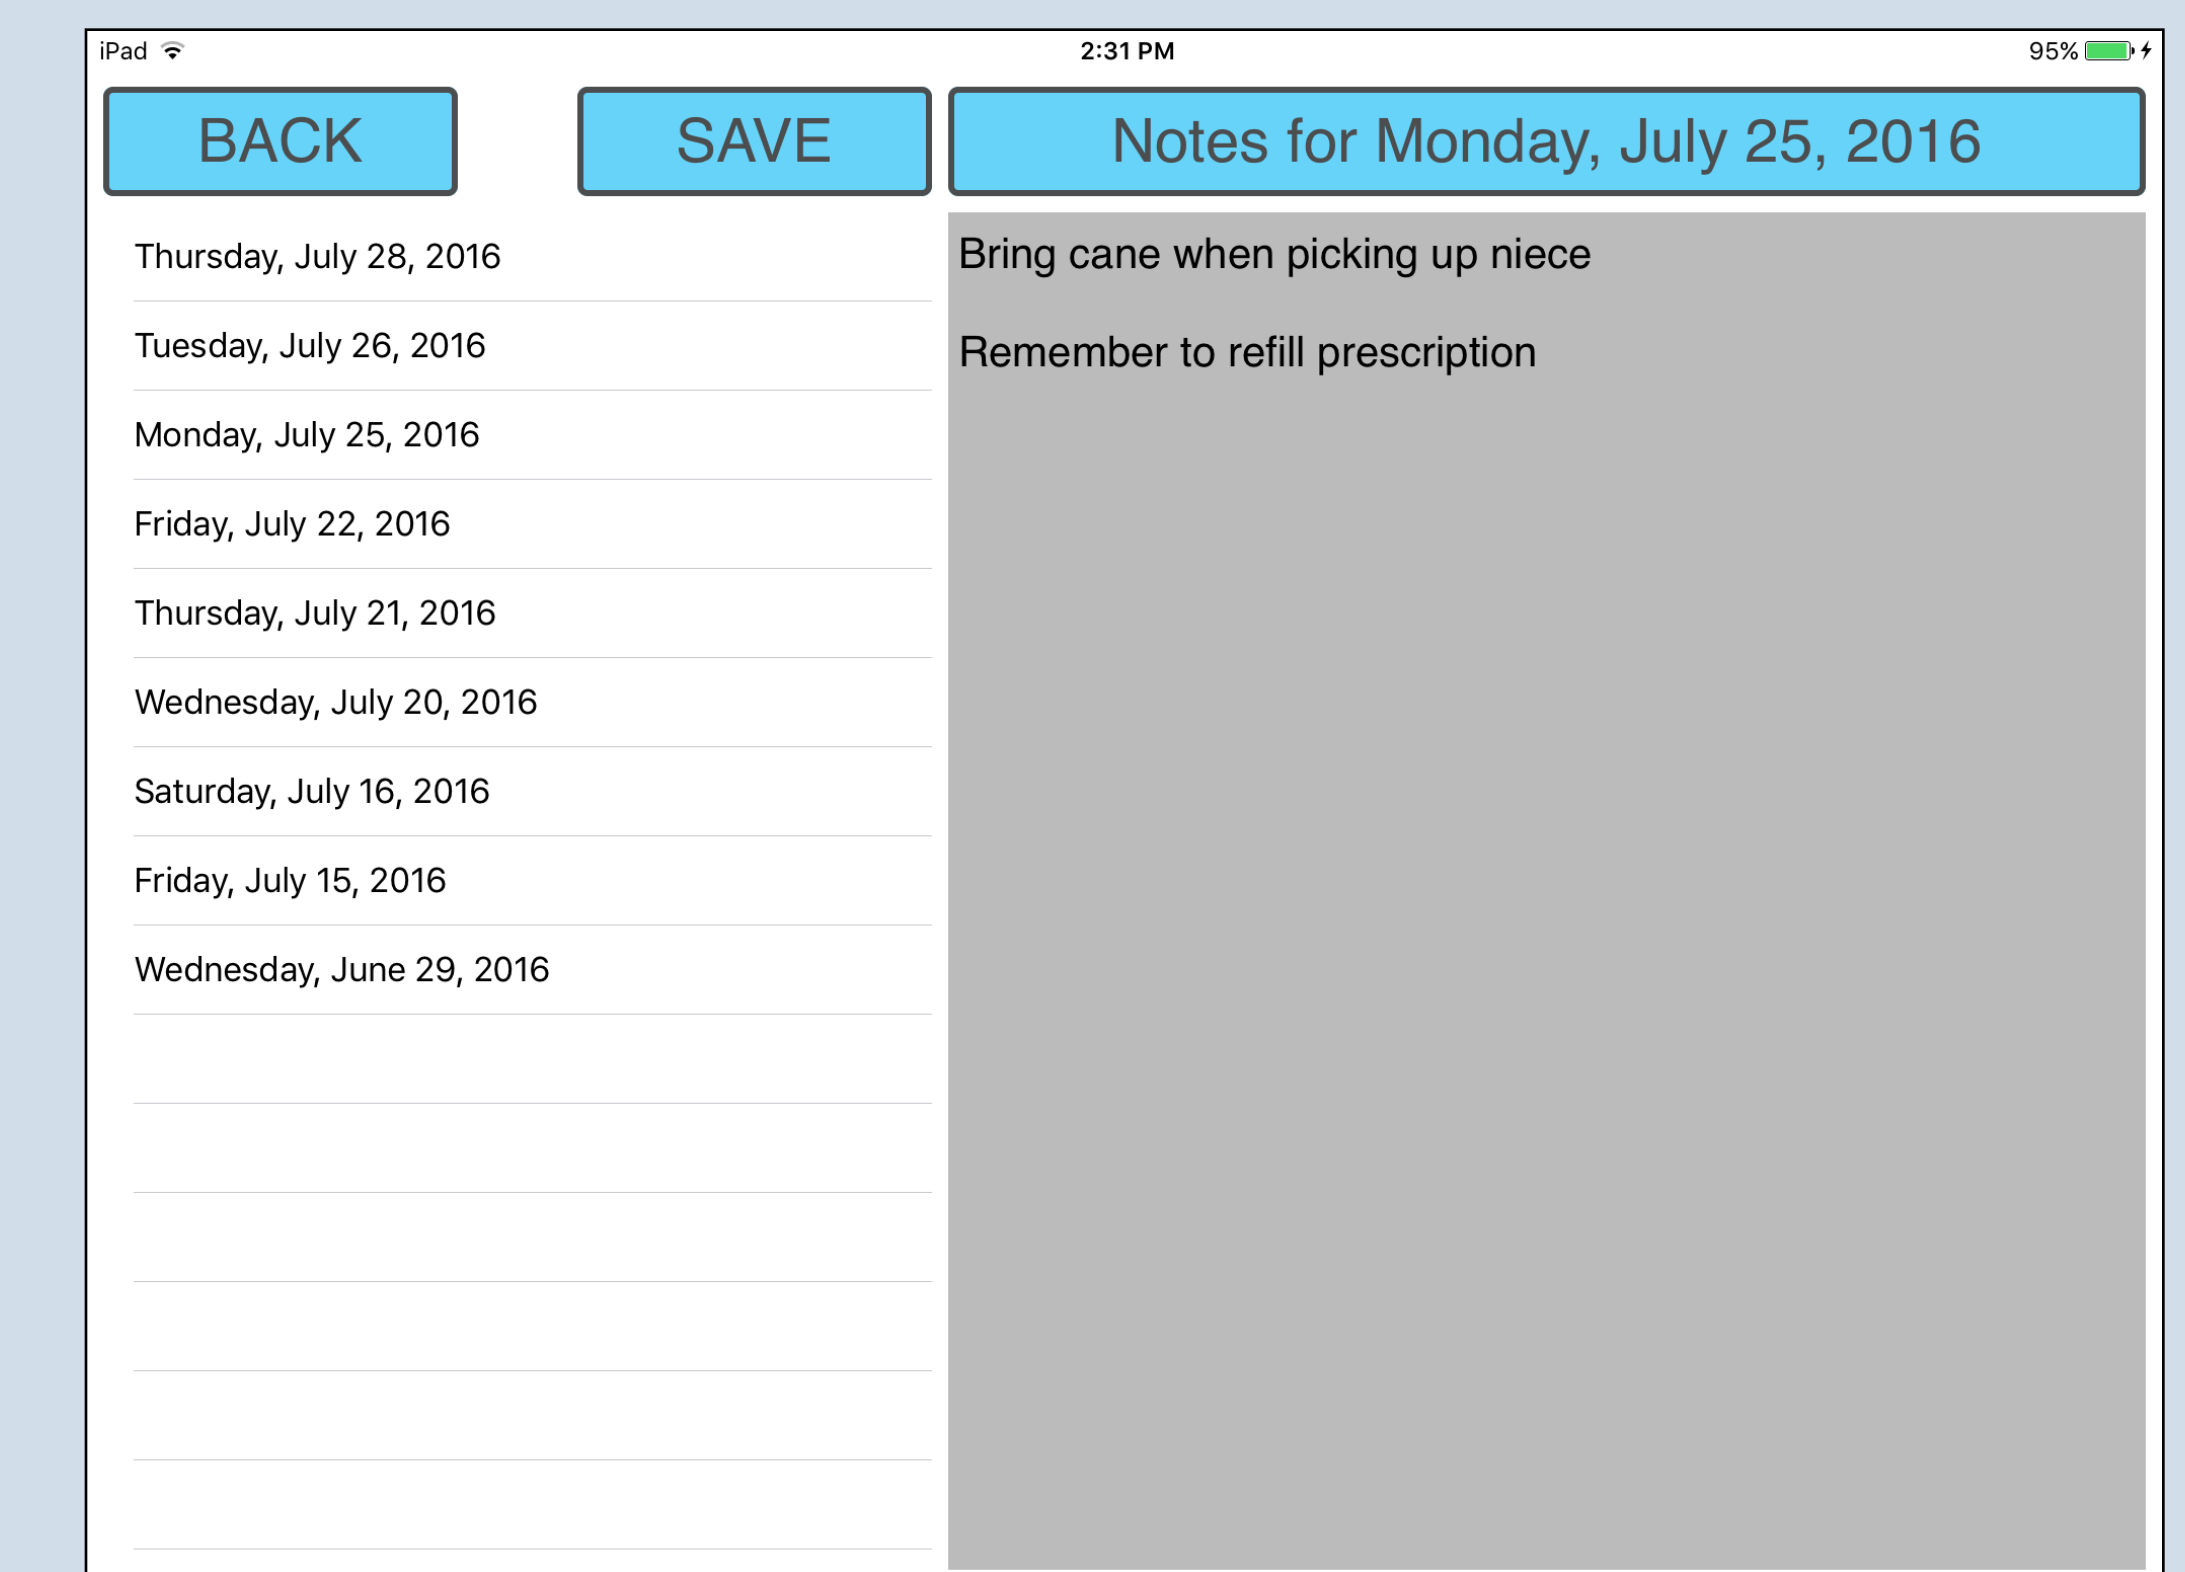 iPad
2:31 PM
95%
BACK
SAVE
Notes for Monday, July 25, 2016
Thursday, July 28, 2016
Tuesday, July 26, 2016
Monday, July 25, 2016
Friday, July 22, 2016
Thursday, July 21, 2016
Wednesday, July 20, 2016
Saturday, July 16, 2016
Friday, July 15, 2016
Wednesday, June 29, 2016
Bring cane when picking up niece
Remember to refill prescription